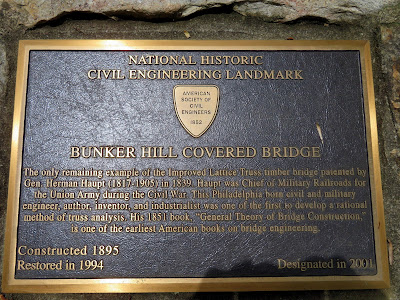 NATIONAL HISTORIC
CIVIL ENGINEERING LANDMARK
AMERICAN
SOCIETY OF
CIVIL
ENGINEERS
1852
BUNKER HILL COVERED BRIDGE
The only remaining example of the Improved Lattice Truss timber bridge patented by
Gen. Herman Haupt (1817-1905) in 1839. Haupt was Chief of Military Railroads for
the Union Army during the Civil War. This Philadelphia born civil and military
engineer, author, inventor, and industrialist was one of the first to develop a rational
method of truss analysis. His 1851 book, "General Theory of Bridge Construction,"
is one of the earliest American books on bridge engineering.
Constructed 1895
Restored in 1994
Designated in 2001